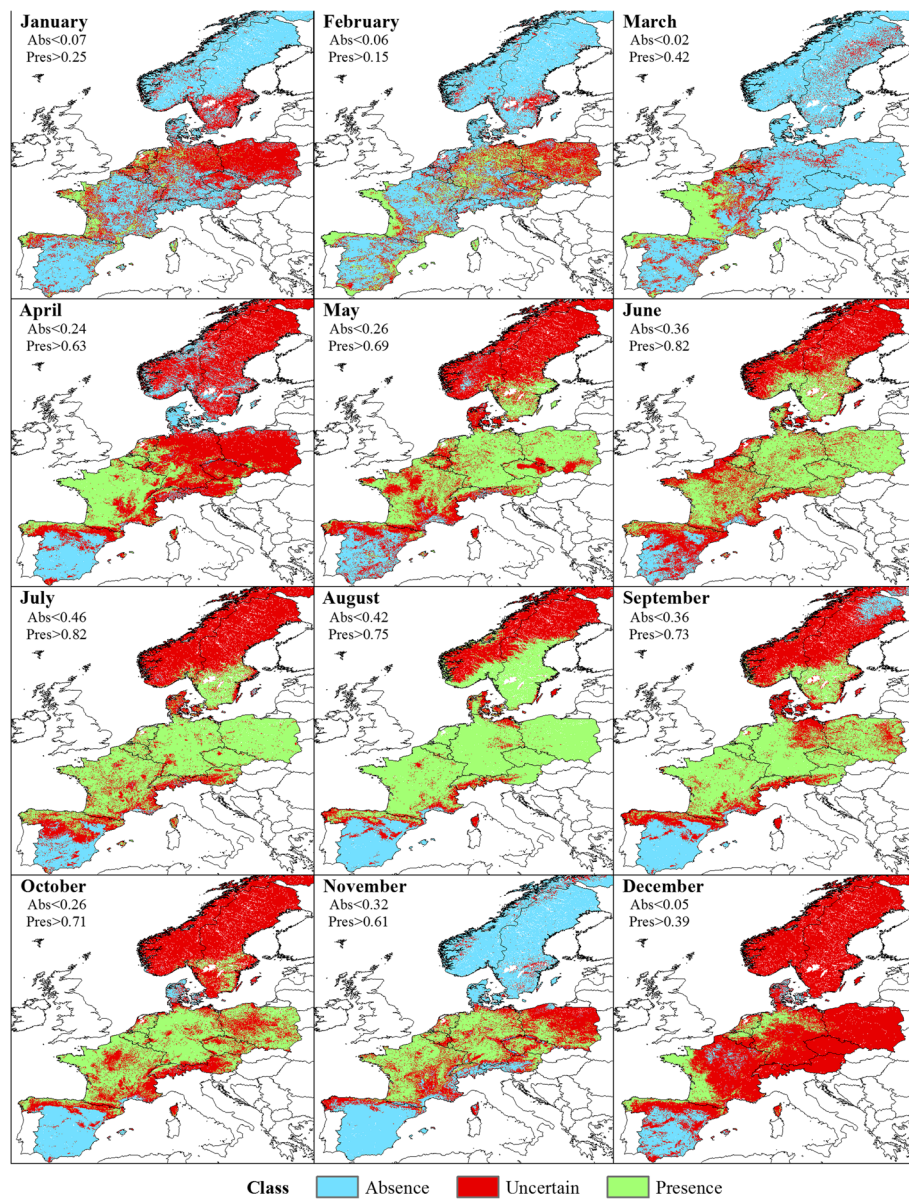 January
Abs<0.07
Pres>0.25
February
Abs<0.06
Pres>0.15
March
Abs<0.02
Pres>0.42
April
Abs<0.24
Pres>0.63
May
Abs<0.26
Pres>0.69
June
Abs<0.36
Pres>0.82
July
Abs<0.46
Pres>0.82
August
Abs<0.42
Pres>0.75
September
Abs<0.36
Pres>0.73
October
Abs<0.26
Pres>0.71
November
Abs<0.32
Pres>0.61
December
Abs<0.05
Pres>0.39
Class Absence Uncertain Presence